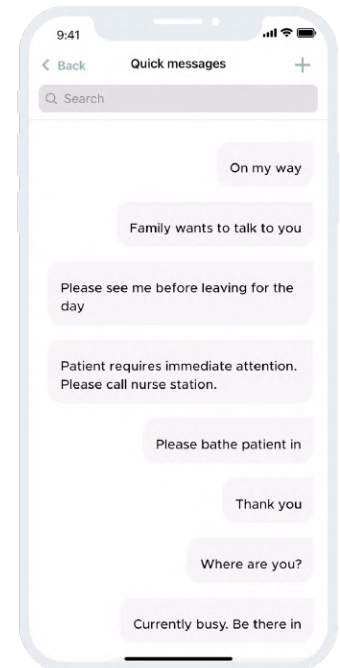 9:41
Back Quick messages +
Search
On my way
Family wants to talk to you
Please see me before leaving for the
day
Patient requires immediate attention.
Please call nurse station.
Please bathe patient in
Thank you
Where are you?
Currently busy. Be there in